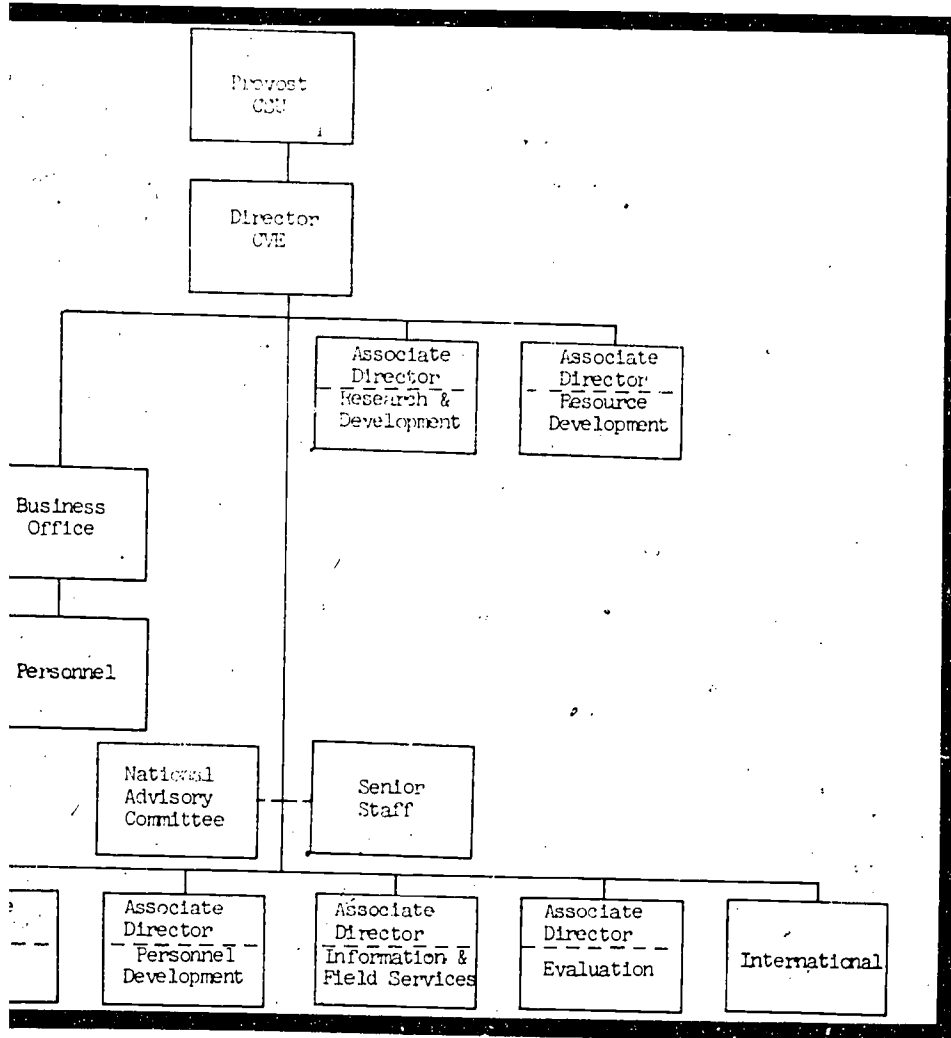 Provost
Director
CVE
Associate
Director
Research &
Development
Associate
Director
Resource
Development
Business
Office
Personnel
National
Advisory
Committee
Senior
Staff
e
Associate
Director
Personnel
Development
Associate
Director
Information &
Field Services
Associate
Director
Evaluation
International